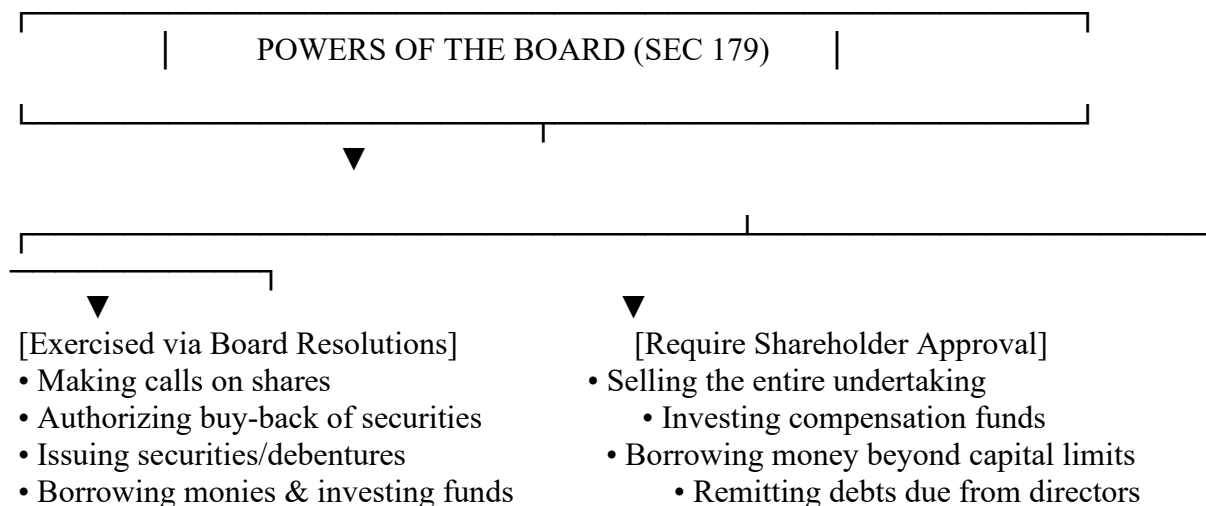 POWERS OF THE BOARD (SEC 179)
[Exercised via Board Resolutions]
• Making calls on shares
• Authorizing buy-back of securities
• Issuing securities/debentures
• Borrowing monies & investing funds
[Require Shareholder Approval]
• Selling the entire undertaking
• Investing compensation funds
• Borrowing money beyond capital limits
• Remitting debts due from directors